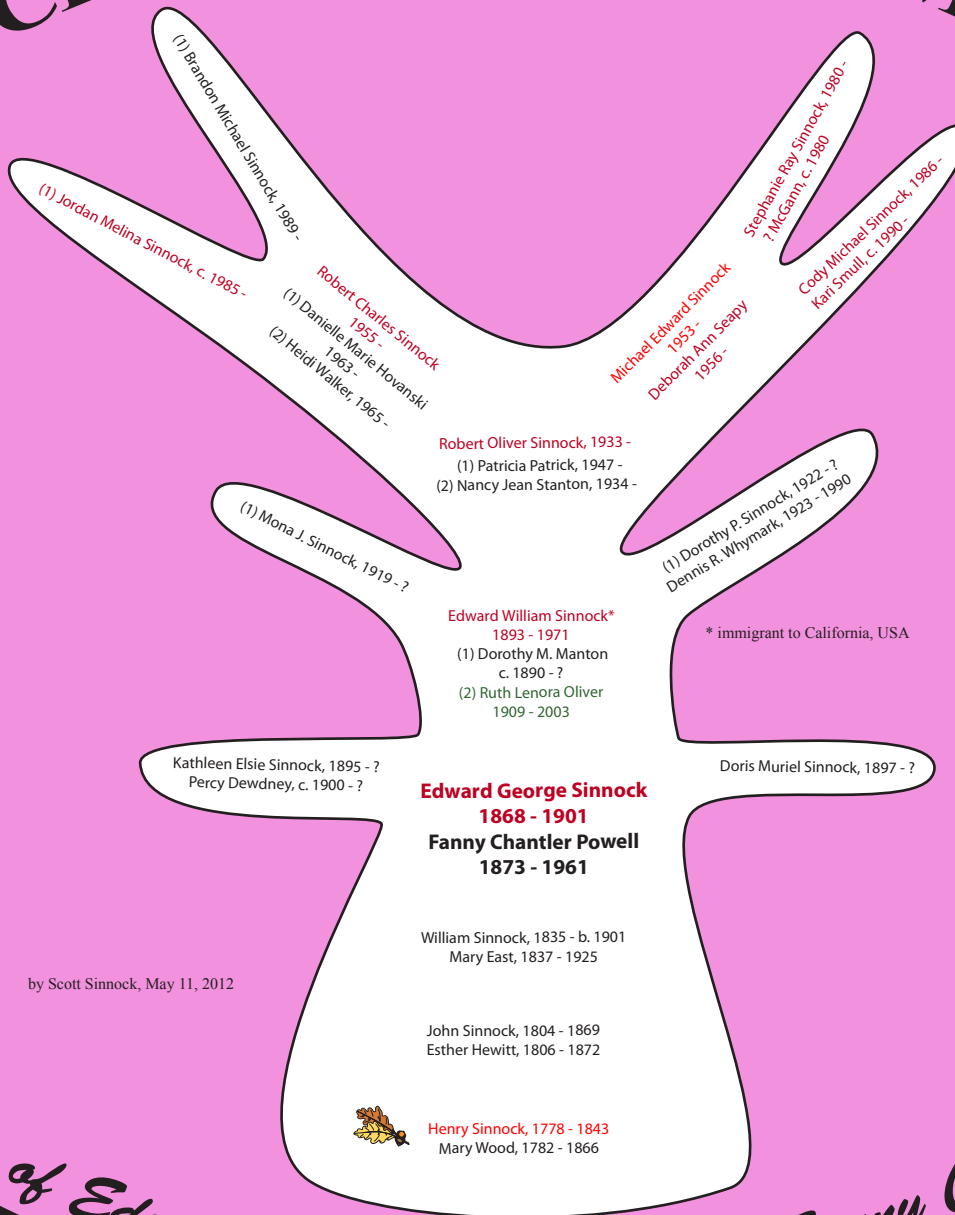 (1) Brandon Michael Sinnock, 1989 -
(1) Jordan Melina Sinnock, c. 1985 -
Stephanie Ray Sinnock, 1980 -
? McGann, c. 1980
Cody Michael Sinnock, 1986 -
Kari Smull, c. 1990 -
Robert Charles Sinnock
1955 -
(1) Danielle Marie Hovanski
1963 -
(2) Heidi Walker, 1965 -
Michael Edward Sinnock
1953 -
Deborah Ann Seapy
1956 -
Robert Oliver Sinnock, 1933 -
(1) Patricia Patrick, 1947 -
(2) Nancy Jean Stanton, 1934 -
(1) Mona J. Sinnock, 1919 - ?
(1) Dorothy P. Sinnock, 1922 - ?
Dennis R. Whymark, 1923 - 1990
Edward William Sinnock*
1893 - 1971
(1) Dorothy M. Manton
c. 1890 - ?
(2) Ruth Lenora Oliver
1909 - 2003
* immigrant to California, USA
Kathleen Elsie Sinnock, 1895 - ?
Percy Dewdney, c. 1900 - ?
Doris Muriel Sinnock, 1897 - ?
Edward George Sinnock
1868 - 1901
Fanny Chantler Powell
1873 - 1961
William Sinnock, 1835 - b. 1901
Mary East, 1837 - 1925
by Scott Sinnock, May 11, 2012
John Sinnock, 1804 - 1869
Esther Hewitt, 1806 - 1872
Henry Sinnock, 1778 - 1843
Mary Wood, 1782 - 1866
of